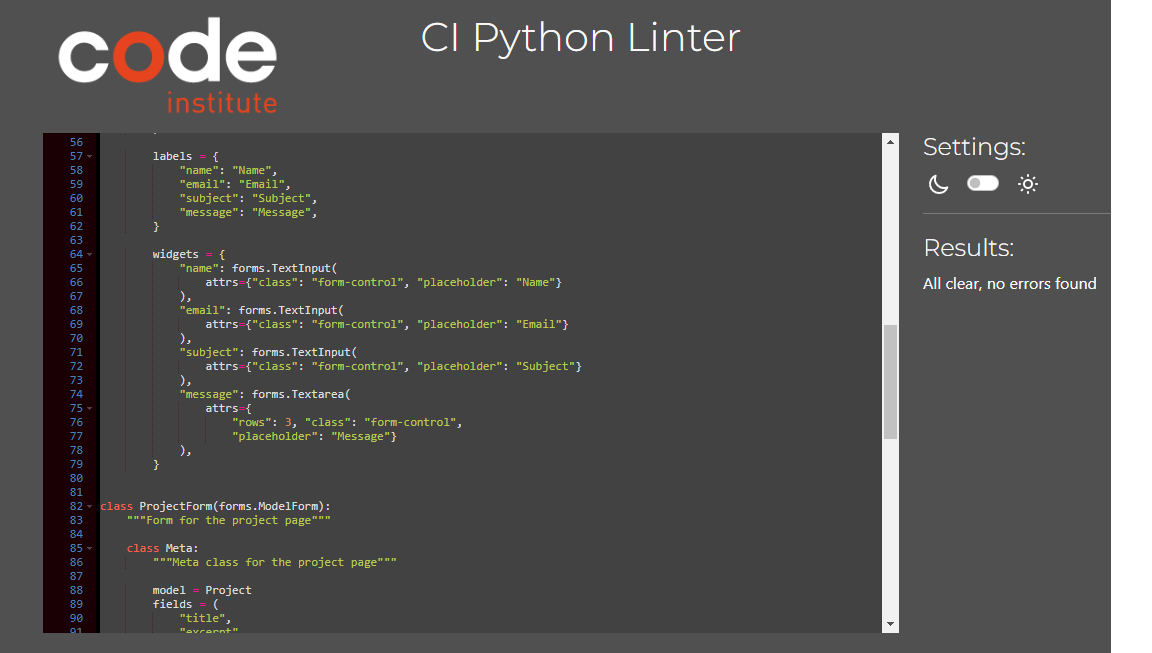 code
institute
CI Python Linter
56
57 labels = {
58 "name": "Name",
59 "email": "Email",
60 "subject": "Subject",
61 "message": "Message",
62 }
63
64 widgets = {
65 "name": forms.TextInput(
66 attrs={"class": "form-control", "placeholder": "Name"}
67 ),
68 "email": forms.TextInput(
69 attrs={"class": "form-control", "placeholder": "Email"}
70 ),
71 "subject": forms.TextInput(
72 attrs={"class": "form-control", "placeholder": "Subject"}
73 ),
74 "message": forms.Textarea(
75 attrs={
76 "rows": 3, "class": "form-control",
77 "placeholder": "Message"}
78 ),
79 }
80
81
82 class ProjectForm(forms.ModelForm):
83 """Form for the project page"""
84
85 class Meta:
86 """Meta class for the project page"""
87
88 model = Project
89 fields = (
90 "title",
91 "excerpt"
Settings:
Results:
All clear, no errors found